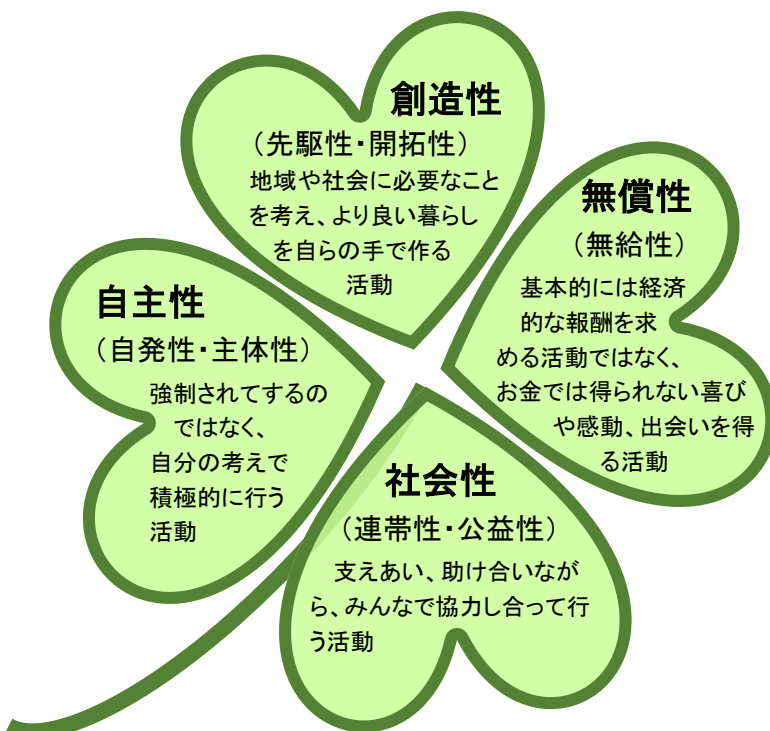 創造性
（先駆性・開拓性）
地域や社会に必要なこと
を考え、より良い暮らし
を自らの手で作る
活動
無償性
（無給性）
基本的には経済
的な報酬を求
める活動ではなく、
お金では得られない喜び
や感動、出会いを得
る活動
自主性
（自発性・主体性）
強制されてするの
ではなく、
自分の考えで
積極的に行う
活動
社会性
（連帯性・公益性）
支えあい、助け合いなが
ら、みんなで協力し合って行
う活動